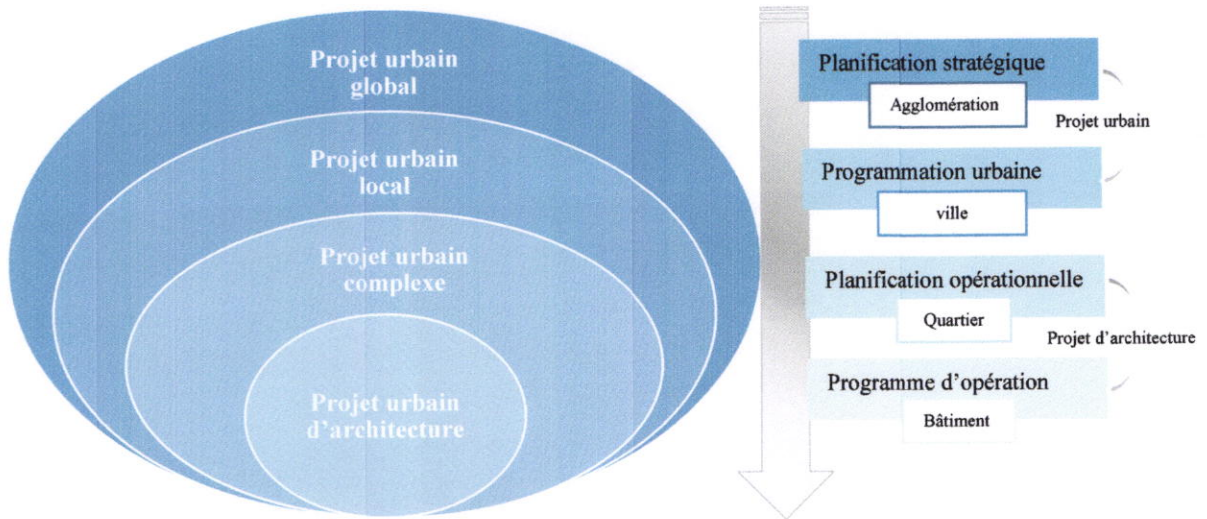 Projet urbain
global
Projet urbain
local
Projet urbain
complexe
Projet urbain
d'architecture
Planification stratégique
Agglomération
Projet urbain
Programmation urbaine
ville
Planification opérationnelle
Quartier
Projet d'architecture
Programme d'opération
Bâtiment